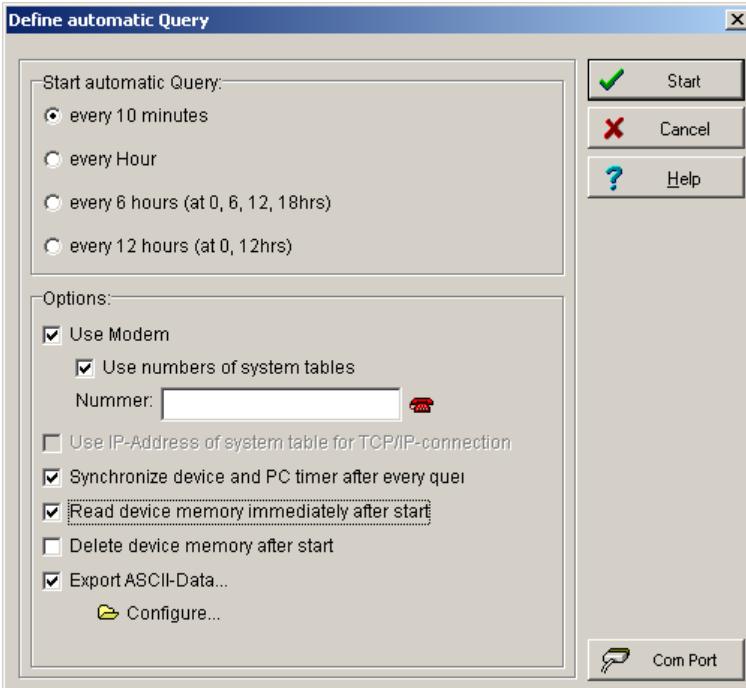 Define automatic Query
Start automatic Query:
every 10 minutes
every Hour
every 6 hours (at 0, 6, 12, 18hrs)
every 12 hours (at 0, 12hrs)
Options:
Use Modem
Use numbers of system tables
Nummer:
Use IP-Address of system table for TCP/IP-connection
Synchronize device and PC timer after every quei
Read device memory immediately after start
Delete device memory after start
Export ASCII-Data...
Configure...
Start
Cancel
Help
Com Port